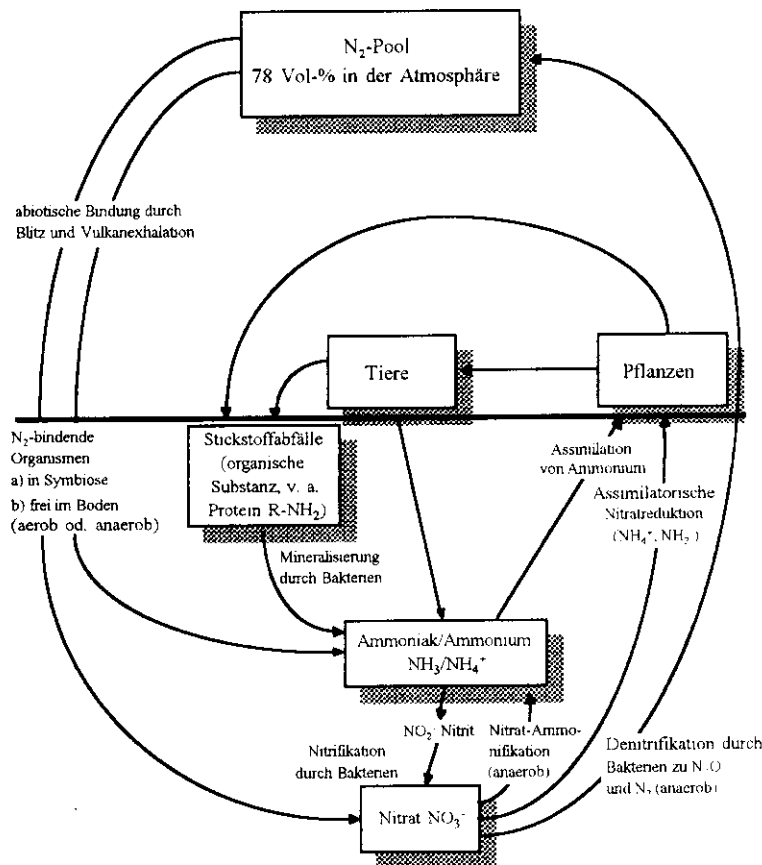 N₂-Pool
78 Vol-% in der Atmosphäre
abiotische Bindung durch
Blitz und Vulkanexhalation
Tiere
Pflanzen
N₂-bindende
Organismen
a) in Symbiose
b) frei im Boden
(aerob od. anaerob)
Stickstoffabfälle
(organische
Substanz, v. a.
Protein R-NH₂)
Assimilation
von Ammonium
Assimilatorische
Nitratreduktion
(NH₄⁺, NH₂)
Mineralisierung
durch Bakterien
Ammoniak/Ammonium
NH₃/NH₄⁺
NO₂⁻ Nitrit
Nitrifikation
durch Bakterien
Nitrat-Ammo-
nifikation
(anaerob)
Denitrifikation durch
Bakterien zu N₂O
und N₂ (anaerob)
Nitrat NO₃⁻